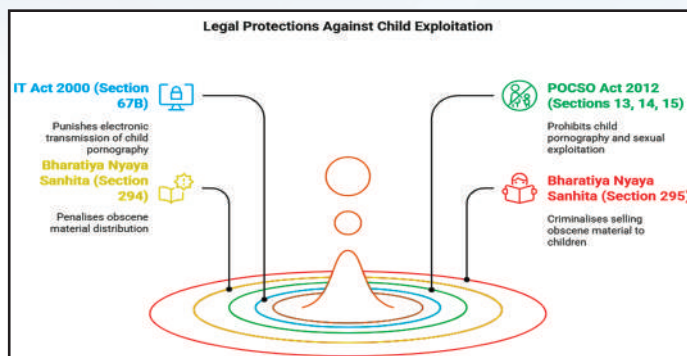 Legal Protections Against Child Exploitation
IT Act 2000 (Section
67B)
Punishes electronic
transmission of child
pornography
Bharatiya Nyaya
Sanhita (Section
294)
Penalises obscene
material distribution
POCSO Act 2012
(Sections 13, 14, 15)
Prohibits child
pornography and sexual
exploitation
Bharatiya Nyaya
Sanhita (Section 295)
Criminalises selling
obscene material to
children